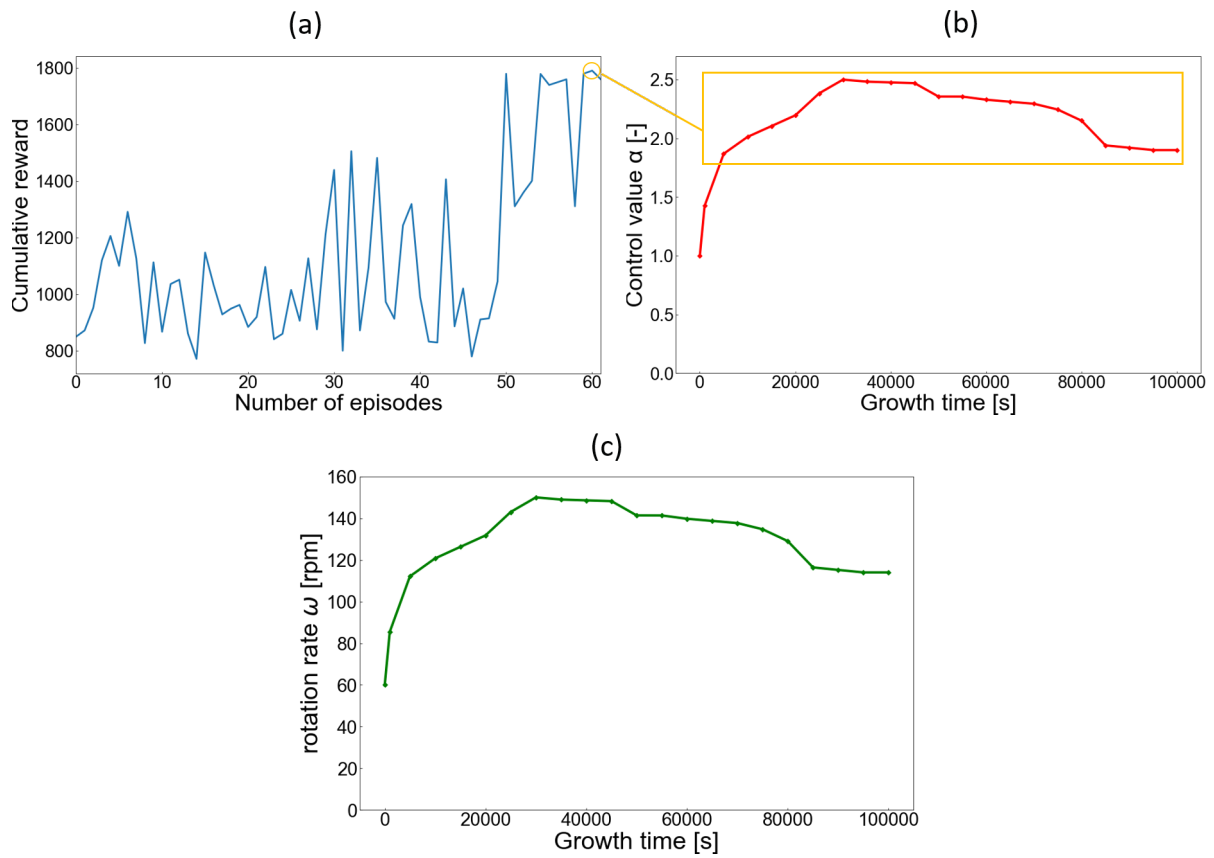 (a)
Cumulative reward
1800
1600
1400
1200
1000
800
0 10 20 30 40 50 60
Number of episodes
(b)
Control value α [-]
2.5
2.0
1.5
1.0
0.5
0.0
0 20000 40000 60000 80000 100000
Growth time [s]
(c)
rotation rate ω [rpm]
160
140
120
100
80
60
40
20
0
0 20000 40000 60000 80000 100000
Growth time [s]